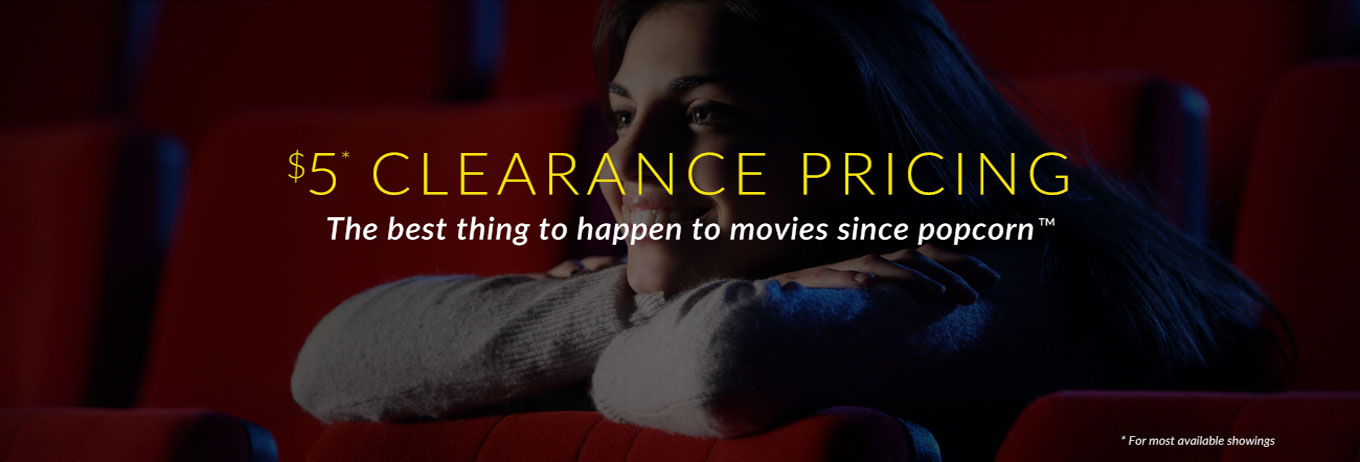 $5* CLEARANCE PRICING
The best thing to happen to movies since popcorn™
* For most available showings